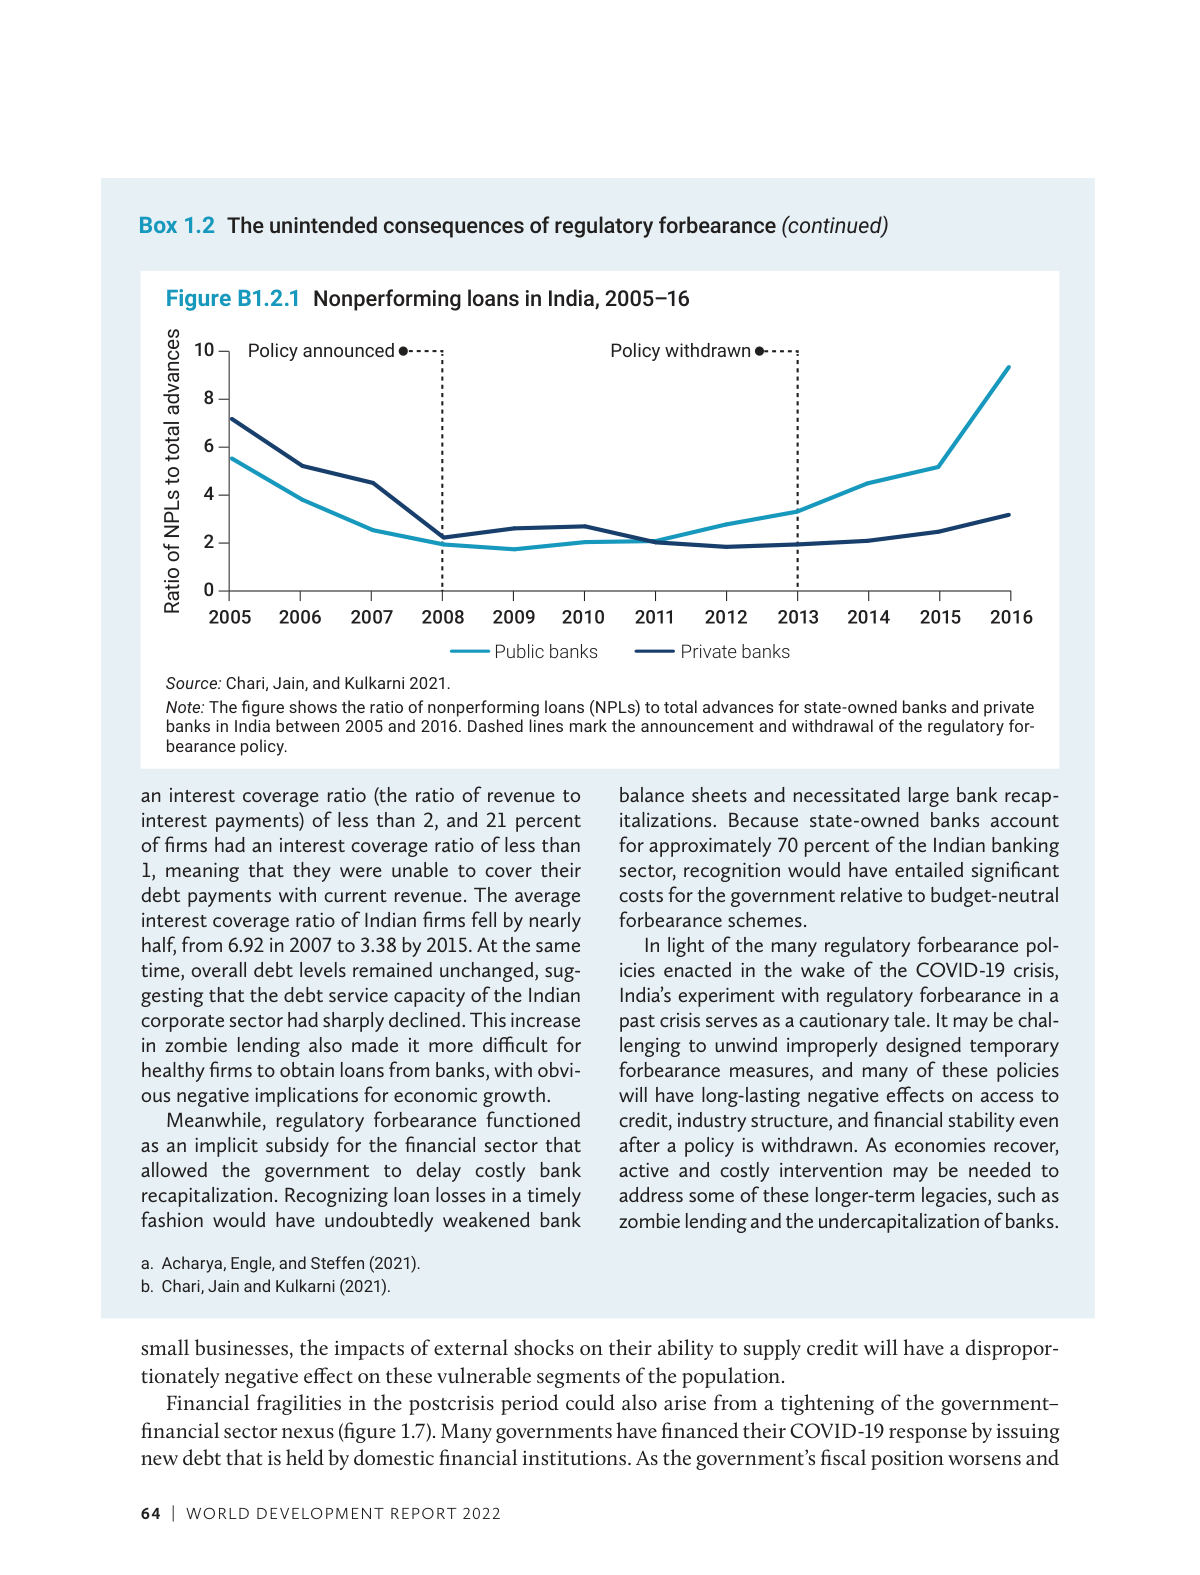 Box 1.2 The unintended consequences of regulatory forbearance (continued)
Figure B1.2.1 Nonperforming loans in India, 2005–16
Ratio of NPLs to total advances
10
8
6
4
2
0
Policy announced
Policy withdrawn
2005 2006 2007 2008 2009 2010 2011 2012 2013 2014 2015 2016
Public banks Private banks
Source: Chari, Jain, and Kulkarni 2021.
Note: The figure shows the ratio of nonperforming loans (NPLs) to total advances for state-owned banks and private
banks in India between 2005 and 2016. Dashed lines mark the announcement and withdrawal of the regulatory for-
bearance policy.
an interest coverage ratio (the ratio of revenue to
interest payments) of less than 2, and 21 percent
of firms had an interest coverage ratio of less than
1, meaning that they were unable to cover their
debt payments with current revenue. The average
interest coverage ratio of Indian firms fell by nearly
half, from 6.92 in 2007 to 3.38 by 2015. At the same
time, overall debt levels remained unchanged, sug-
gesting that the debt service capacity of the Indian
corporate sector had sharply declined. This increase
in zombie lending also made it more difficult for
healthy firms to obtain loans from banks, with obvi-
ous negative implications for economic growth.
Meanwhile, regulatory forbearance functioned
as an implicit subsidy for the financial sector that
allowed the government to delay costly bank
recapitalization. Recognizing loan losses in a timely
fashion would have undoubtedly weakened bank
balance sheets and necessitated large bank recap-
italizations. Because state-owned banks account
for approximately 70 percent of the Indian banking
sector, recognition would have entailed significant
costs for the government relative to budget-neutral
forbearance schemes.
In light of the many regulatory forbearance pol-
icies enacted in the wake of the COVID-19 crisis,
India's experiment with regulatory forbearance in a
past crisis serves as a cautionary tale. It may be chal-
lenging to unwind improperly designed temporary
forbearance measures, and many of these policies
will have long-lasting negative effects on access to
credit, industry structure, and financial stability even
after a policy is withdrawn. As economies recover,
active and costly intervention may be needed to
address some of these longer-term legacies, such as
zombie lending and the undercapitalization of banks.
a. Acharya, Engle, and Steffen (2021).
b. Chari, Jain and Kulkarni (2021).
small businesses, the impacts of external shocks on their ability to supply credit will have a dispropor-
tionately negative effect on these vulnerable segments of the population.
Financial fragilities in the postcrisis period could also arise from a tightening of the government–
financial sector nexus (figure 1.7). Many governments have financed their COVID-19 response by issuing
new debt that is held by domestic financial institutions. As the government's fiscal position worsens and
64 | WORLD DEVELOPMENT REPORT 2022